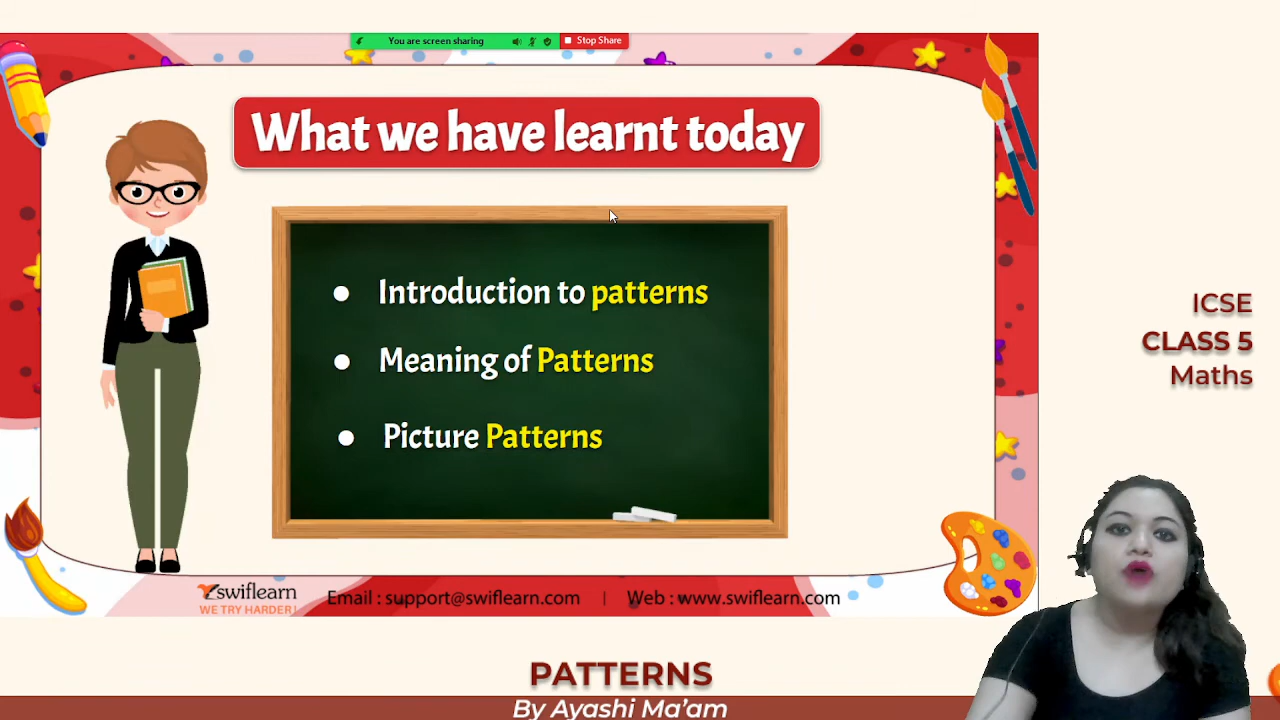 You are screen sharing
Stop Share
What we have learnt today
Introduction to patterns
Meaning of Patterns
Picture Patterns
ICSE
CLASS 5
Maths
swiflearn
WE TRY HARDER!
Email : support@swiflearn.com | Web : www.swiflearn.com
PATTERNS
By Ayashi Ma'am